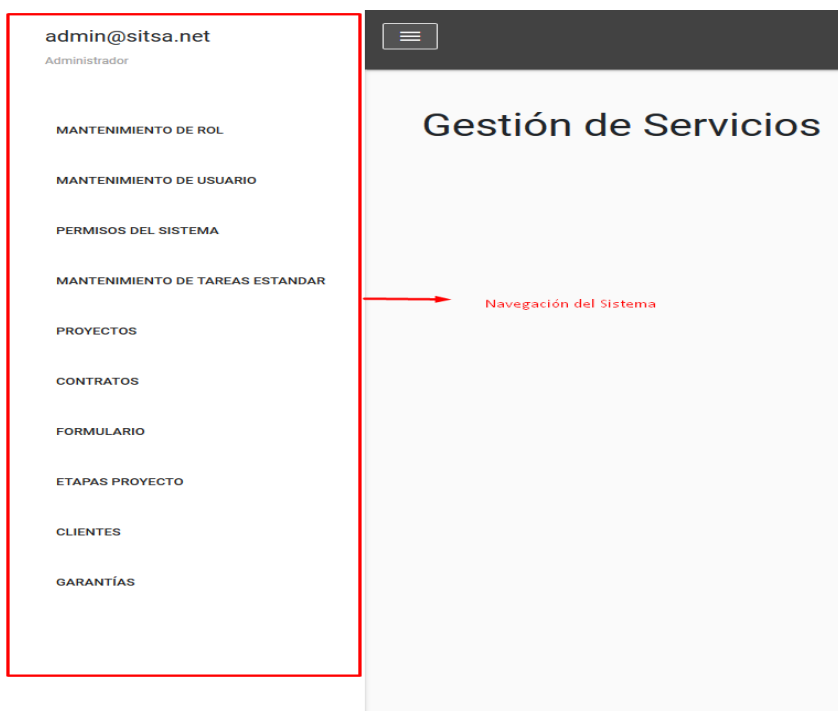 admin@sitsa.net
Administrador
MANTENIMIENTO DE ROL
MANTENIMIENTO DE USUARIO
PERMISOS DEL SISTEMA
MANTENIMIENTO DE TAREAS ESTANDAR
PROYECTOS
CONTRATOS
FORMULARIO
ETAPAS PROYECTO
CLIENTES
GARANTÍAS
Gestión de Servicios
Navegación del Sistema